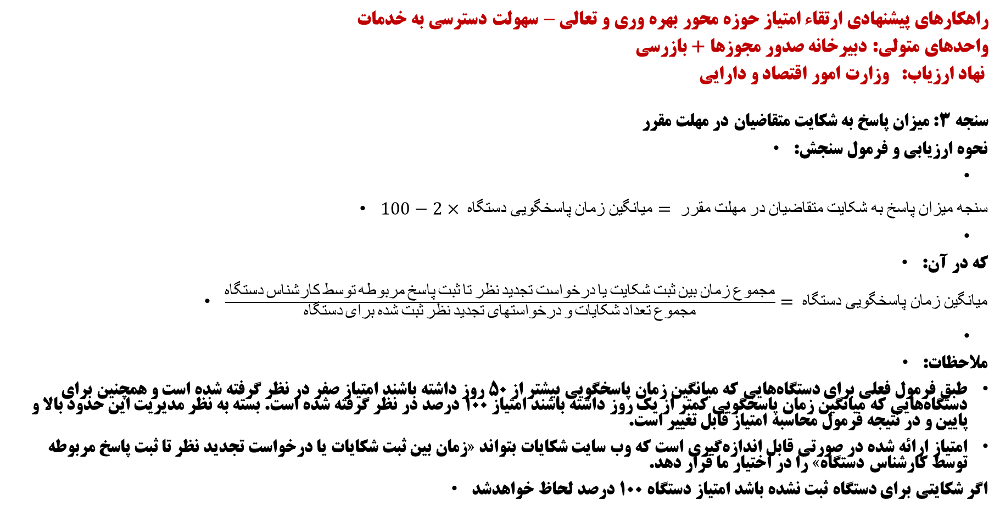 راهکارهای پیشنهادی ارتقاء امتیاز حوزه محور بهره وری و تعالی – سهولت دسترسی به خدمات
واحدهای متولی: دبیرخانه صدور مجوزها + بازرسی
نهاد ارزیاب: وزارت امور اقتصاد و دارایی
سنجه ۳: میزان پاسخ به شکایت متقاضیان در مهلت مقرر
نحوه ارزیابی و فرمول سنجش: •
•
سنجه میزان پاسخ به شکایت متقاضیان در مهلت مقرر = میانگین زمان پاسخگویی دستگاه × 2 − 100 •
•
که در آن: •
مجموع زمان بین ثبت شکایت یا درخواست تجدید نظر تا ثبت پاسخ مربوطه توسط کارشناس دستگاه
میانگین زمان پاسخگویی دستگاه = •
مجموع تعداد شکایات و درخواستهای تجدید نظر ثبت شده برای دستگاه
•
ملاحظات: •
• طبق فرمول فعلی برای دستگاه‌هایی که میانگین زمان پاسخگویی بیشتر از ۵۰ روز داشته باشند امتیاز صفر در نظر گرفته شده است و همچنین برای
دستگاه‌هایی که میانگین زمان پاسخگویی کمتر از یک روز داشته باشند امتیاز ۱۰۰ درصد در نظر گرفته شده است. بسته به نظر مدیریت این حدود بالا و
پایین و در نتیجه فرمول محاسبه امتیاز قابل تغییر است.
• امتیاز ارائه شده در صورتی قابل اندازه‌گیری است که وب سایت شکایات بتواند «زمان بین ثبت شکایات یا درخواست تجدید نظر تا ثبت پاسخ مربوطه
توسط کارشناس دستگاه» را در اختیار ما قرار دهد.
اگر شکایتی برای دستگاه ثبت نشده باشد امتیاز دستگاه ۱۰۰ درصد لحاظ خواهدشد •